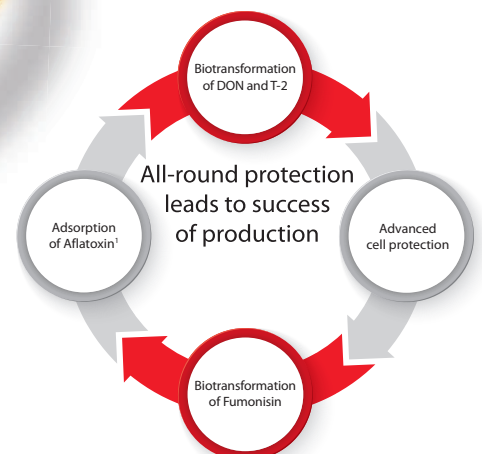 Biotransformation
of DON and T-2
All-round protection
leads to success
of production
Adsorption
of Aflatoxin¹
Advanced
cell protection
Biotransformation
of Fumonisin